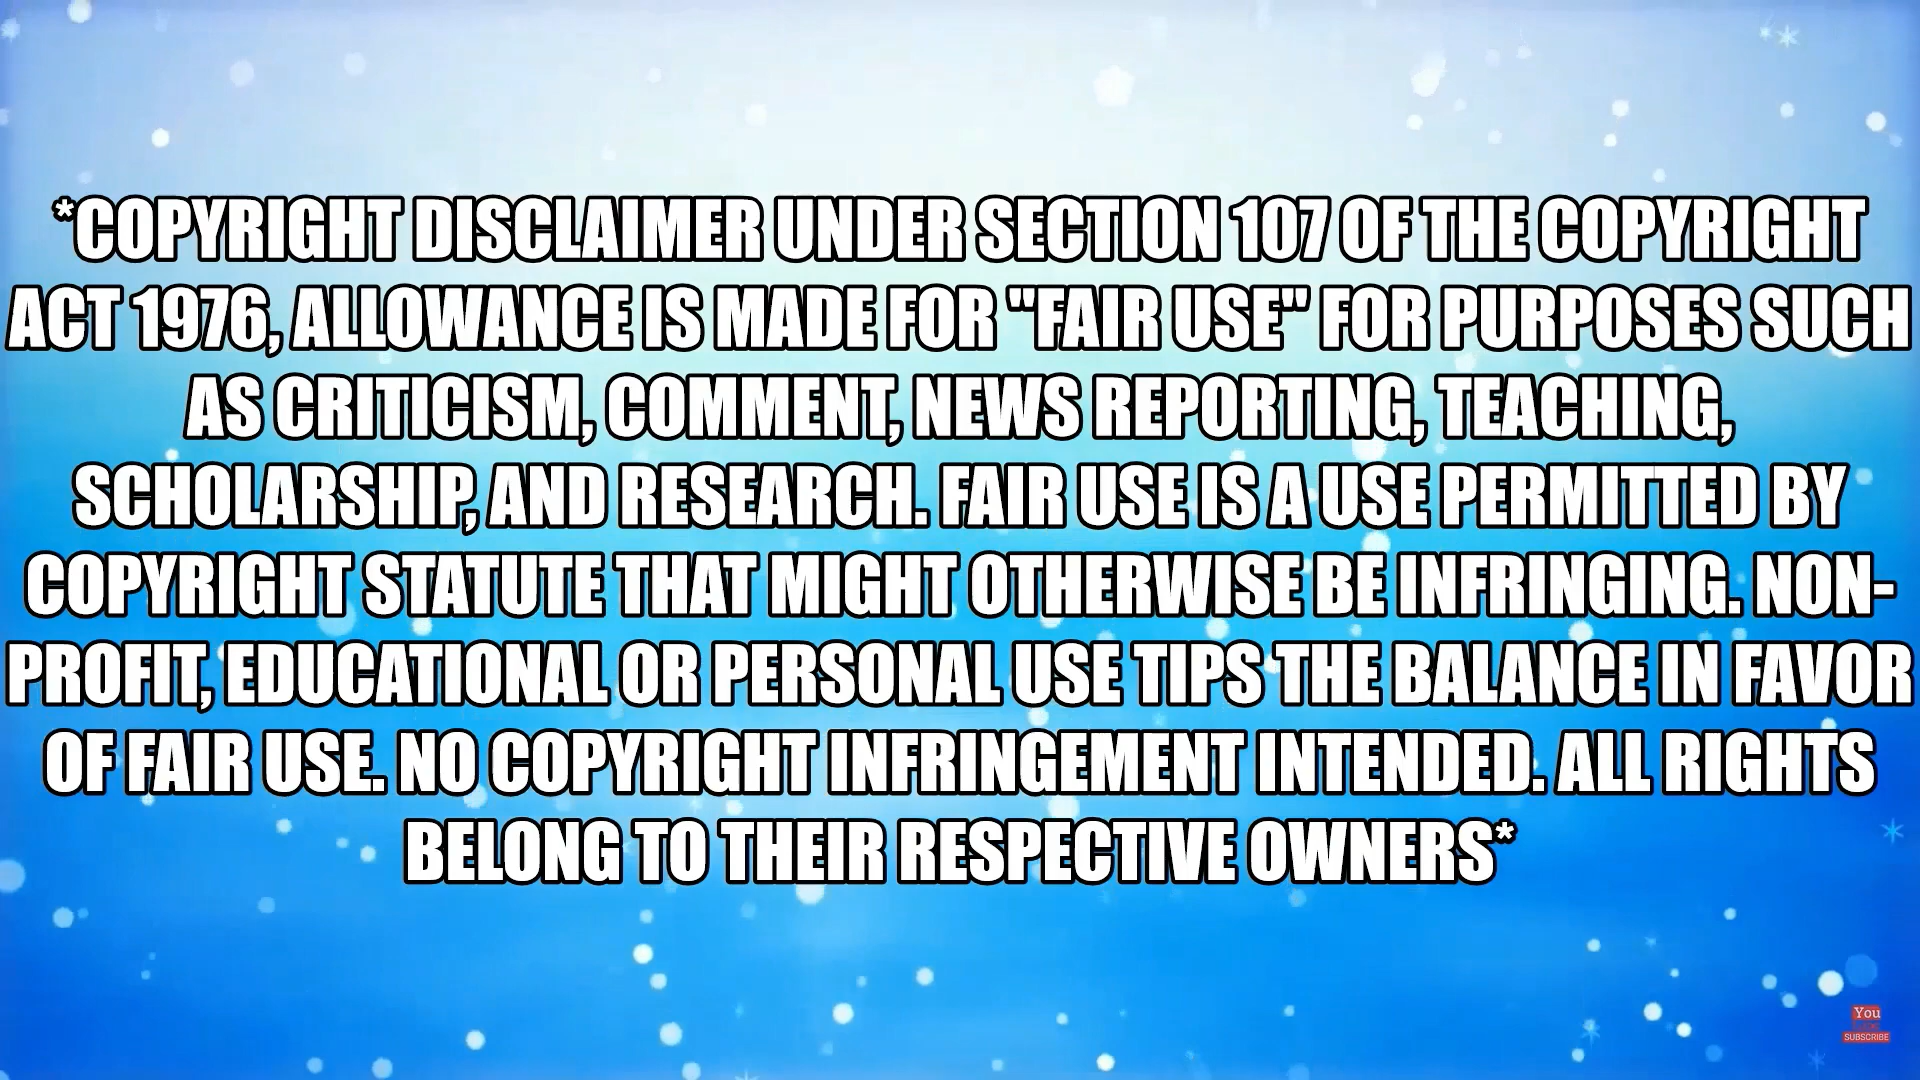 *COPYRIGHT DISCLAIMER UNDER SECTION 107 OF THE COPYRIGHT
ACT 1976, ALLOWANCE IS MADE FOR "FAIR USE" FOR PURPOSES SUCH
AS CRITICISM, COMMENT, NEWS REPORTING, TEACHING,
SCHOLARSHIP, AND RESEARCH. FAIR USE IS A USE PERMITTED BY
COPYRIGHT STATUTE THAT MIGHT OTHERWISE BE INFRINGING. NON-
PROFIT, EDUCATIONAL OR PERSONAL USE TIPS THE BALANCE IN FAVOR
OF FAIR USE. NO COPYRIGHT INFRINGEMENT INTENDED. ALL RIGHTS
BELONG TO THEIR RESPECTIVE OWNERS*
You
SUBSCRIBE